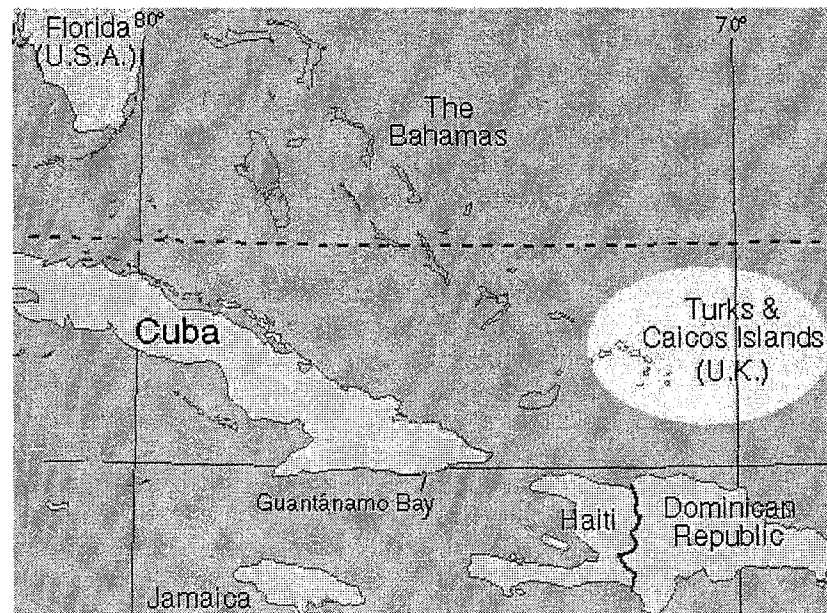 Florida
(U.S.A.)
80°
70°
The
Bahamas
Turks &
Caicos Islands
(U.K.)
Cuba
Guantánamo Bay
Haiti
Dominican
Republic
Jamaica